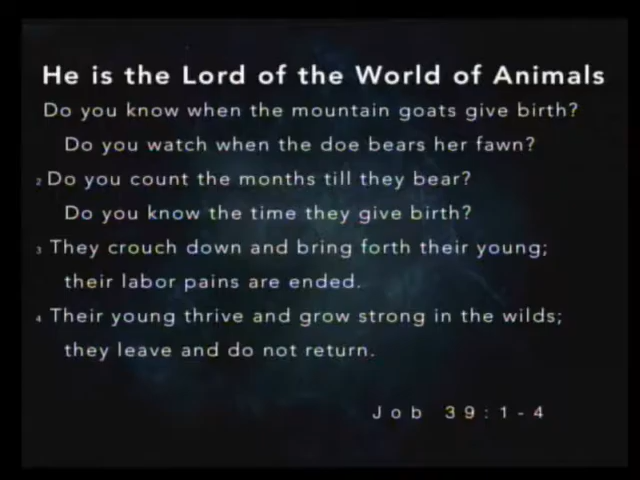 He is the Lord of the World of Animals
Do you know when the mountain goats give birth?
Do you watch when the doe bears her fawn?
2 Do you count the months till they bear?
Do you know the time they give birth?
3 They crouch down and bring forth their young;
their labor pains are ended.
4 Their young thrive and grow strong in the wilds;
they leave and do not return.
Job 39:1-4